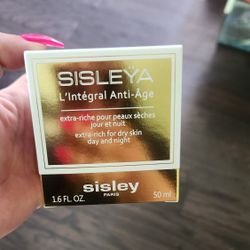 SISLEŸA
L'Intégral Anti-Âge
extra-riche pour peaux sèches
jour et nuit
extra-rich for dry skin
day and night
sisley
PARIS
1.6 FL. OZ. 50 ml